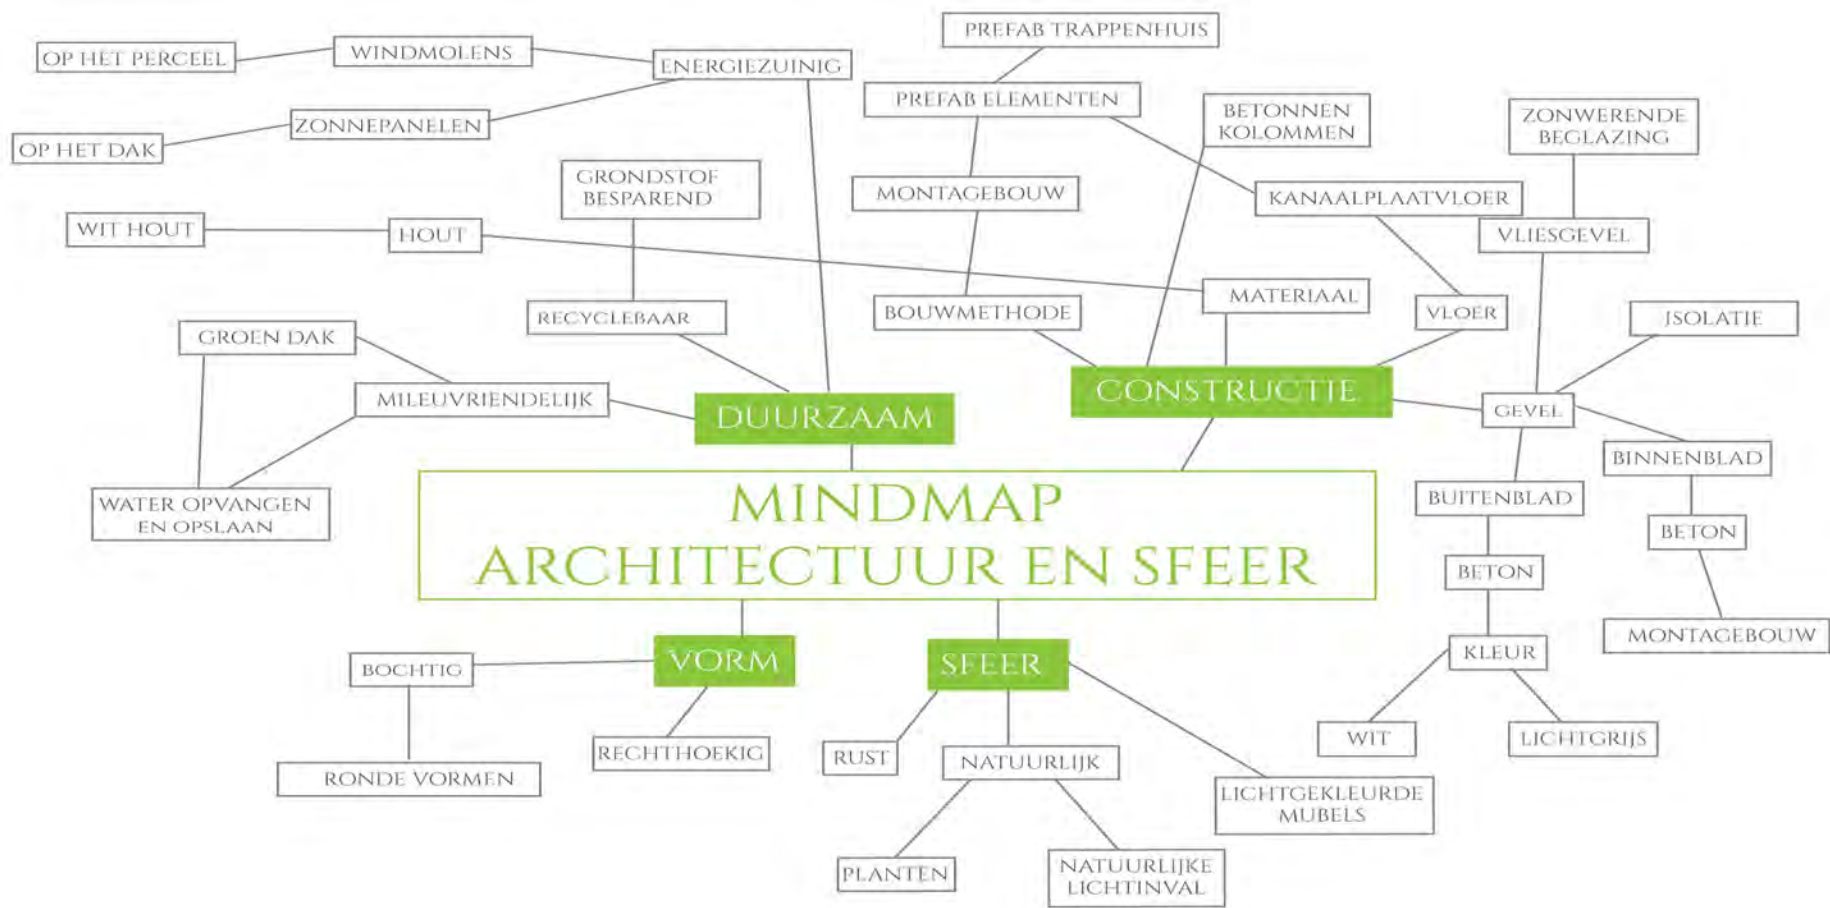 PREFAB TRAPPENHUIS
OP HET PERCEEL
WINDMOLENS
ENERGIEZUINIG
PREFAB ELEMENTEN
BETONNEN
KOLOMMEN
ZONWERENDE
BEGLAZING
ZONNEPANELEN
OP HET DAK
GRONDSTOF
BESPAREND
MONTAGEBOUW
KANAALPLAATVLOER
WIT HOUT
HOUT
VLIESGEVEL
MATERIAAL
RECYCLEBAAR
BOUWMETHODE
VLOER
ISOLATIE
GROEN DAK
MILEUVRIENDELIJK
DUURZAAM
CONSTRUCTIE
GEVEL
BINNENBLAD
WATER OPVANGEN
EN OPSLAAN
MINDMAP
ARCHITECTUUR EN SFEER
BUITENBLAD
BETON
BETON
BOCHTIG
VORM
SFEER
KLEUR
MONTAGEBOUW
RONDE VORMEN
RECHTHOEKIG
RUST
NATUURLIJK
WIT
LICHTGRIJS
LICHTGEKLEURDE
MUBELS
PLANTEN
NATUURLIJKE
LICHTINVAL